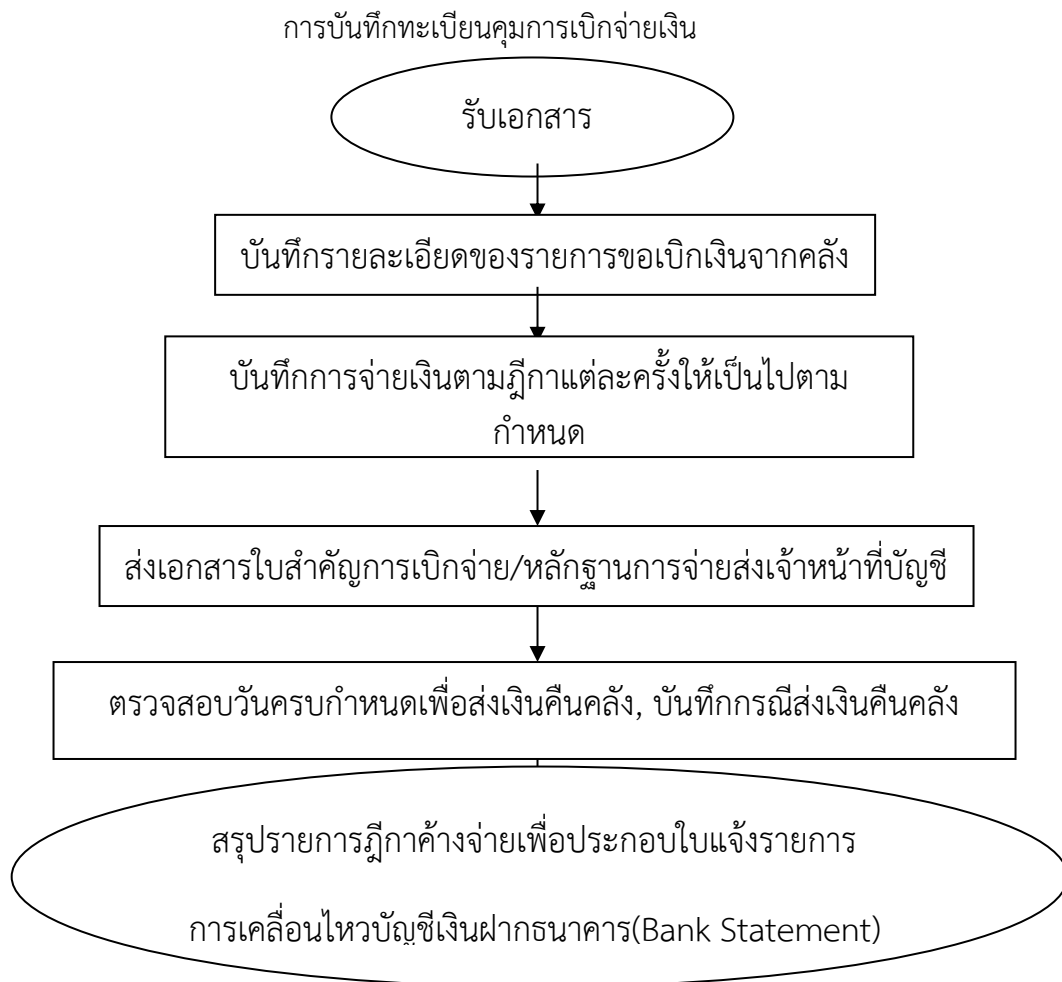 การบันทึกทะเบียนคุมการเบิกจ่ายเงิน
รับเอกสาร
บันทึกรายละเอียดของรายการขอเบิกเงินจากคลัง
บันทึกการจ่ายเงินตามฎีกาแต่ละครั้งให้เป็นไปตาม
กำหนด
ส่งเอกสารใบสำคัญการเบิกจ่าย/หลักฐานการจ่ายส่งเจ้าหน้าที่บัญชี
ตรวจสอบวันครบกำหนดเพื่อส่งเงินคืนคลัง, บันทึกกรณีส่งเงินคืนคลัง
สรุปรายการฎีกาค้างจ่ายเพื่อประกอบใบแจ้งรายการ
การเคลื่อนไหวบัญชีเงินฝากธนาคาร(Bank Statement)